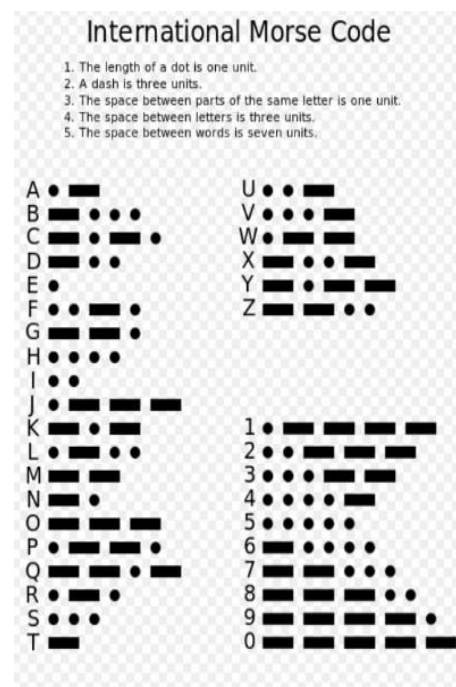 International Morse Code
1. The length of a dot is one unit.
2. A dash is three units.
3. The space between parts of the same letter is one unit.
4. The space between letters is three units.
5. The space between words is seven units.
A
B
C
D
E
F
G
H
I
J
K
L
M
N
O
P
Q
R
S
T
U
V
W
X
Y
Z
1
2
3
4
5
6
7
8
9
0